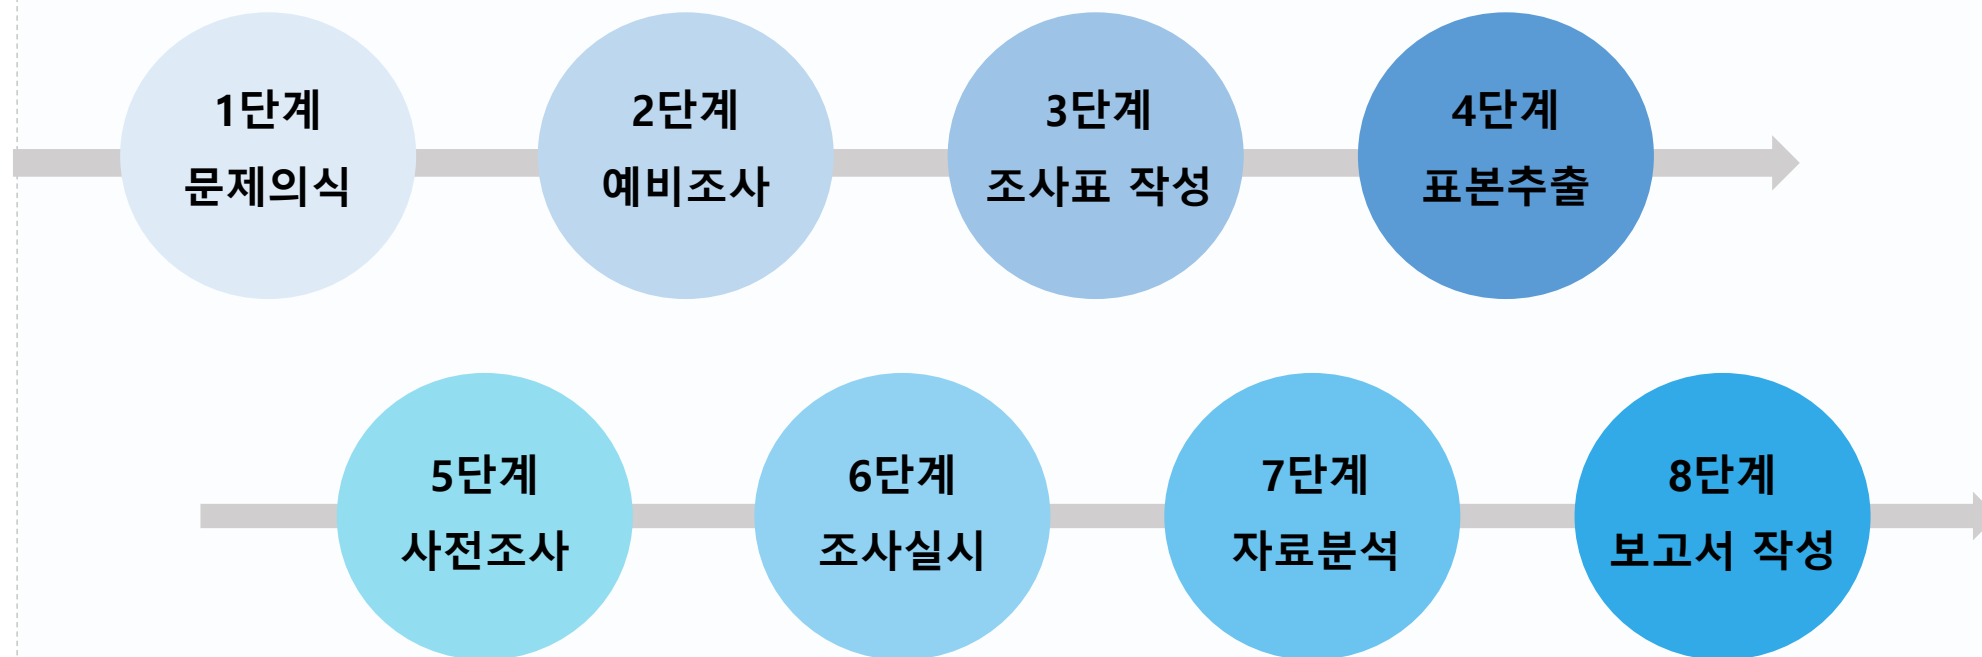 1단계
문제의식
2단계
예비조사
3단계
조사표 작성
4단계
표본추출
5단계
사전조사
6단계
조사실시
7단계
자료분석
8단계
보고서 작성